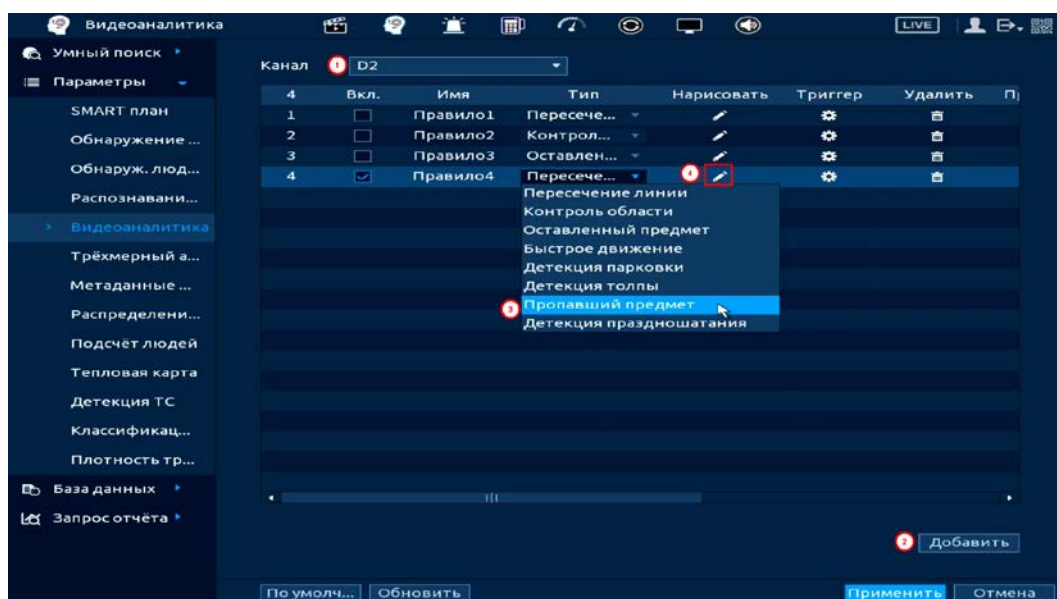 Видеоаналитика LIVE
Умный поиск
Параметры
SMART план
Обнаружение ...
Обнаруж. люд...
Распознавани...
Видеоаналитика
Трёхмерный а...
Метаданные ...
Распределени...
Подсчёт людей
Тепловая карта
Детекция ТС
Классификац...
Плотность тр...
База данных
Запрос отчёта
Канал 1 D2
4 Вкл. Имя Тип Нарисовать Триггер Удалить
1 Правило1 Пересече...
2 Правило2 Контрол...
3 Правило3 Оставлен...
4 Правило4 Пересече... 4
Пересечение линии
Контроль области
Оставленный предмет
Быстрое движение
Детекция парковки
Детекция толпы
3 Пропавший предмет
Детекция праздношатания
2 Добавить
По умолч... Обновить Применить Отмена